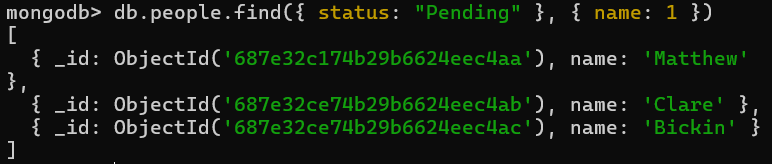 mongodb> db.people.find({ status: "Pending" }, { name: 1 })
[
  { _id: ObjectId('687e32c174b29b6624eec4aa'), name: 'Matthew'
},
  { _id: ObjectId('687e32ce74b29b6624eec4ab'), name: 'Clare' },
  { _id: ObjectId('687e32ce74b29b6624eec4ac'), name: 'Bickin' }
]